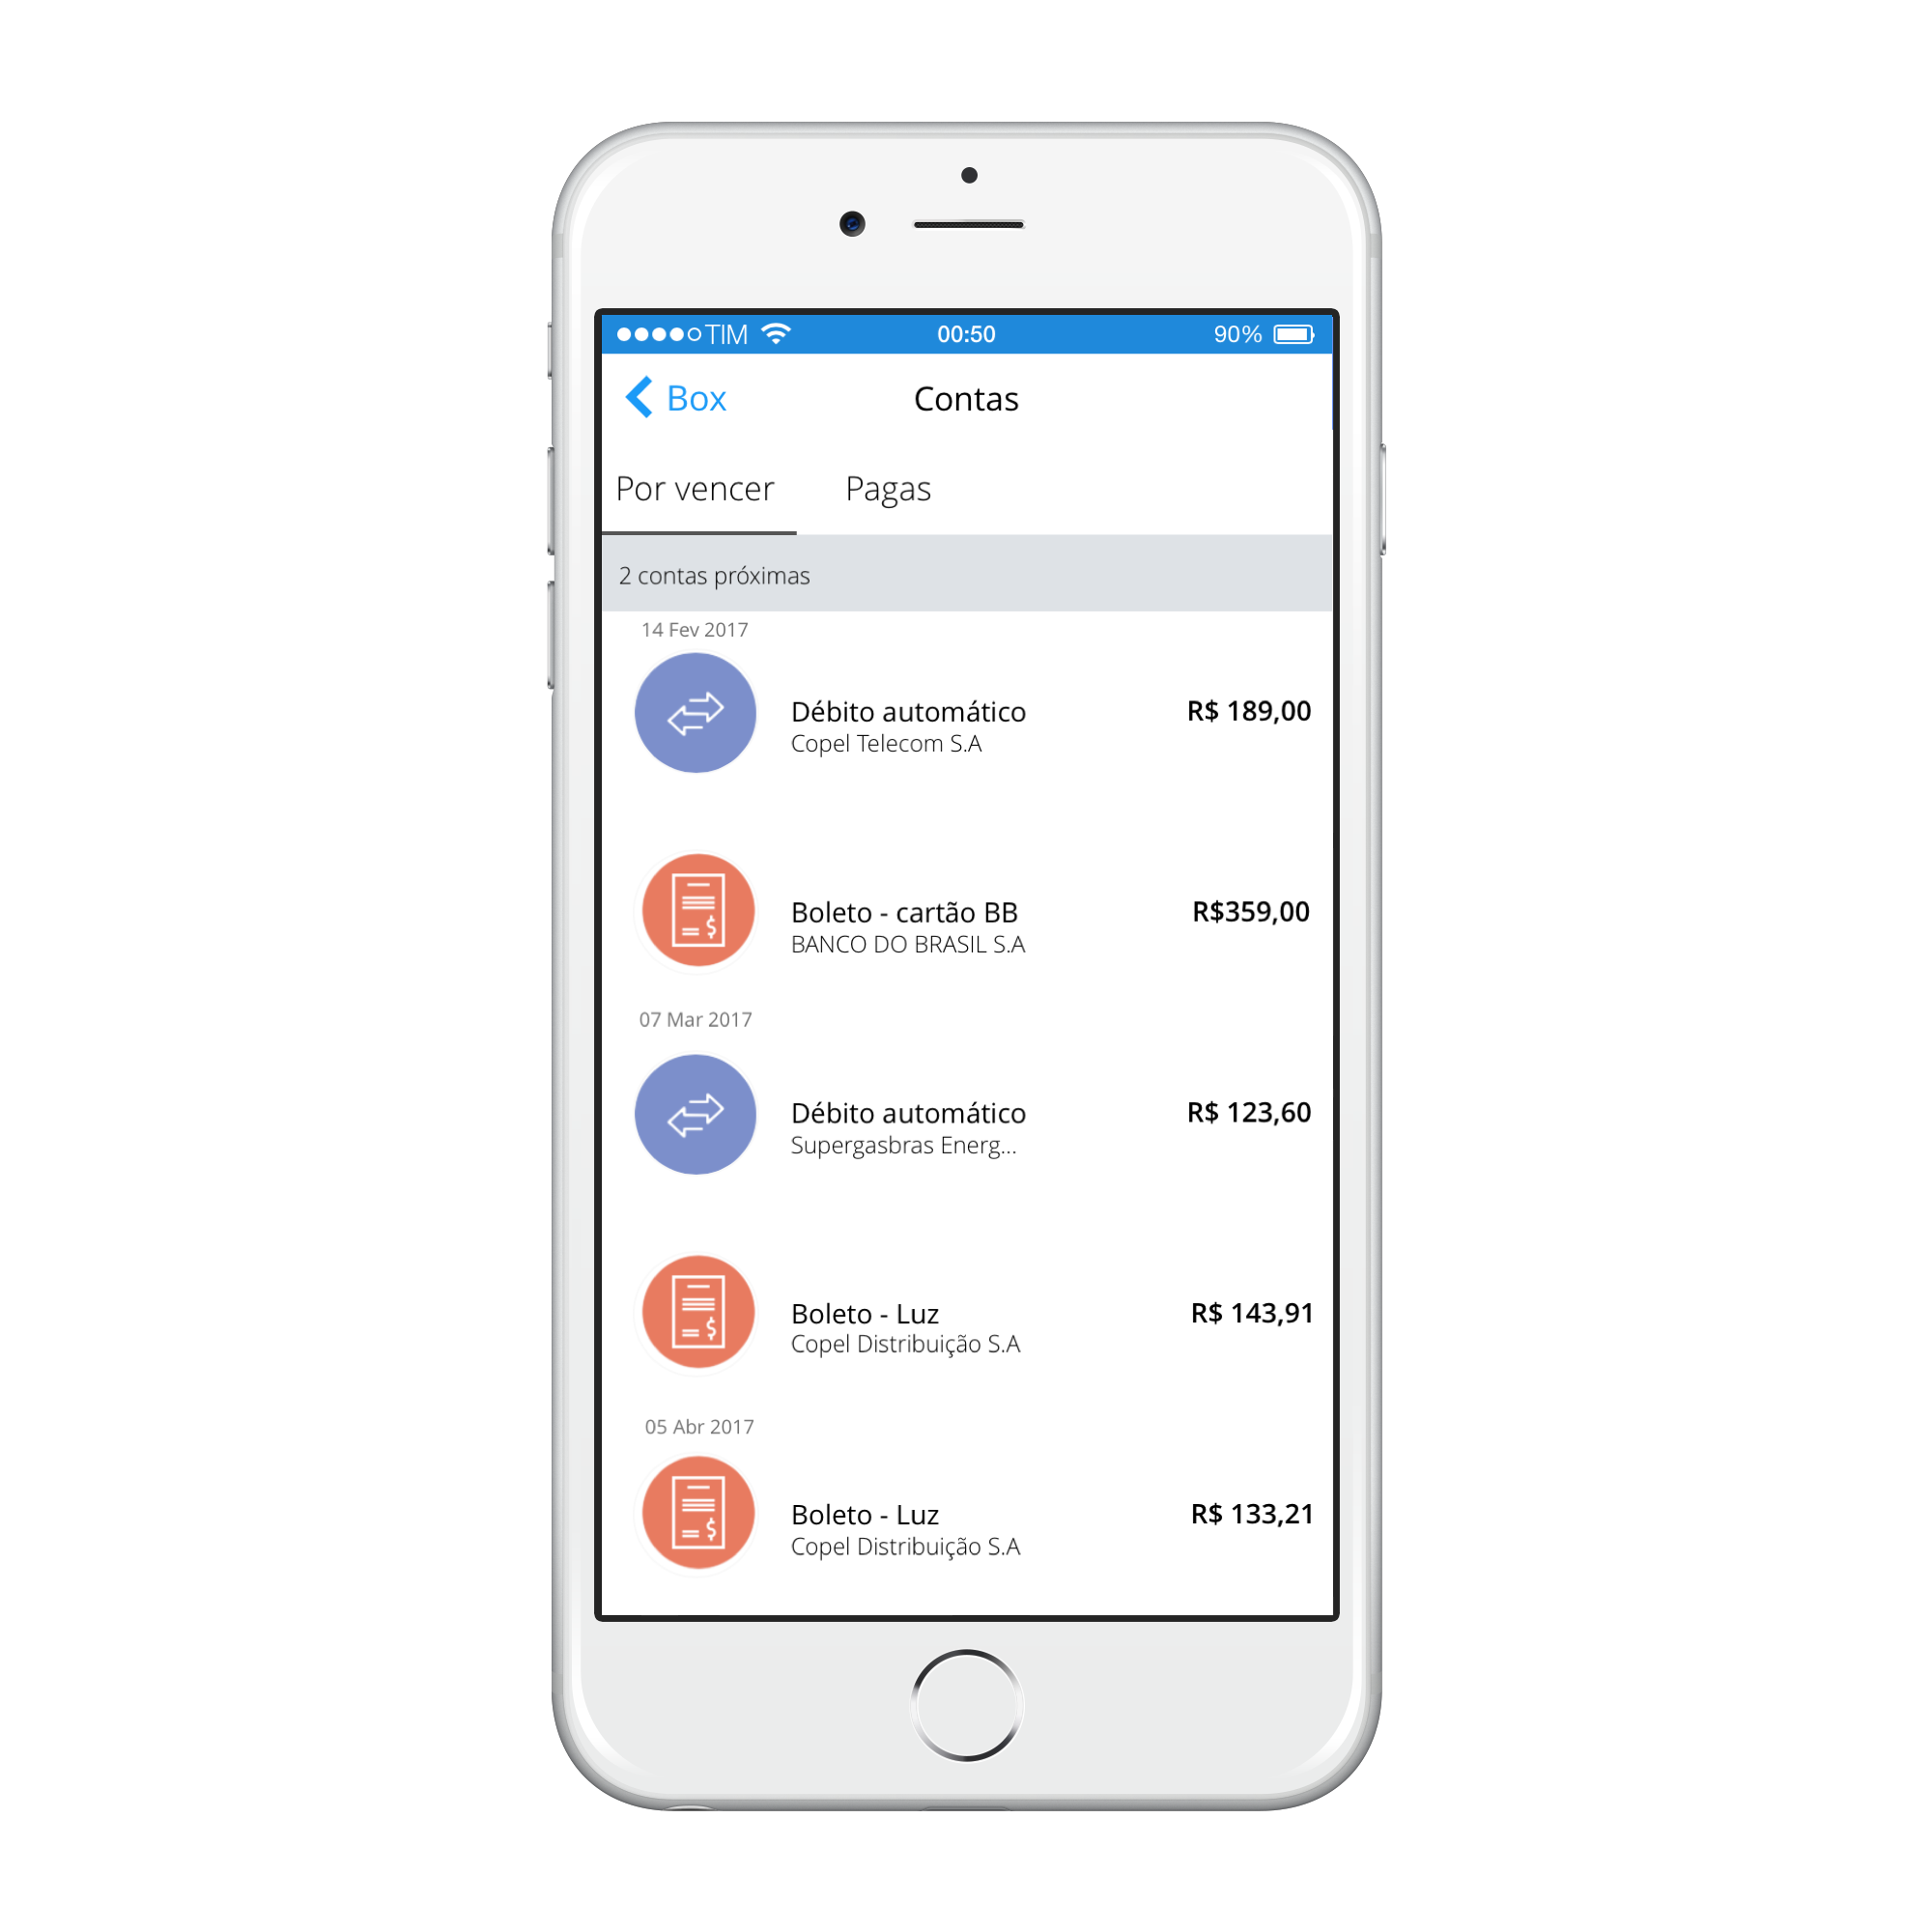 TIM 00:50 90%
Box Contas
Por vencer Pagas
2 contas próximas
14 Fev 2017
Débito automático R$ 189,00
Copel Telecom S.A
Boleto - cartão BB R$359,00
BANCO DO BRASIL S.A
07 Mar 2017
Débito automático R$ 123,60
Supergasbras Energ...
Boleto - Luz R$ 143,91
Copel Distribuição S.A
05 Abr 2017
Boleto - Luz R$ 133,21
Copel Distribuição S.A